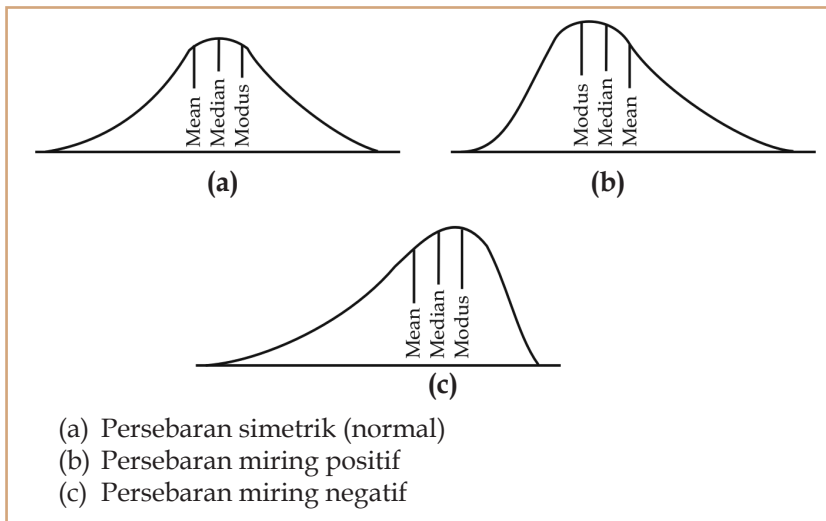 Mean
Median
Modus
(a)
Modus
Median
Mean
(b)
Mean
Median
Modus
(c)
(a) Persebaran simetrik (normal)
(b) Persebaran miring positif
(c) Persebaran miring negatif